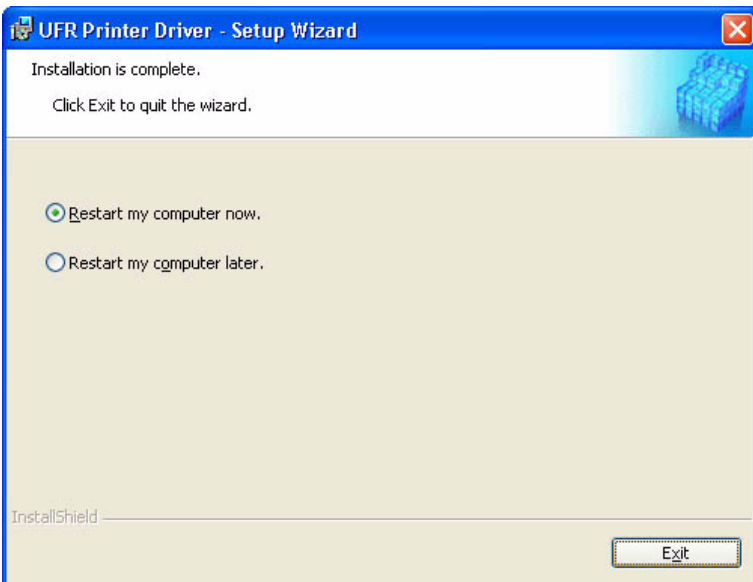 UFR Printer Driver - Setup Wizard
Installation is complete.
Click Exit to quit the wizard.
Restart my computer now.
Restart my computer later.
InstallShield
Exit